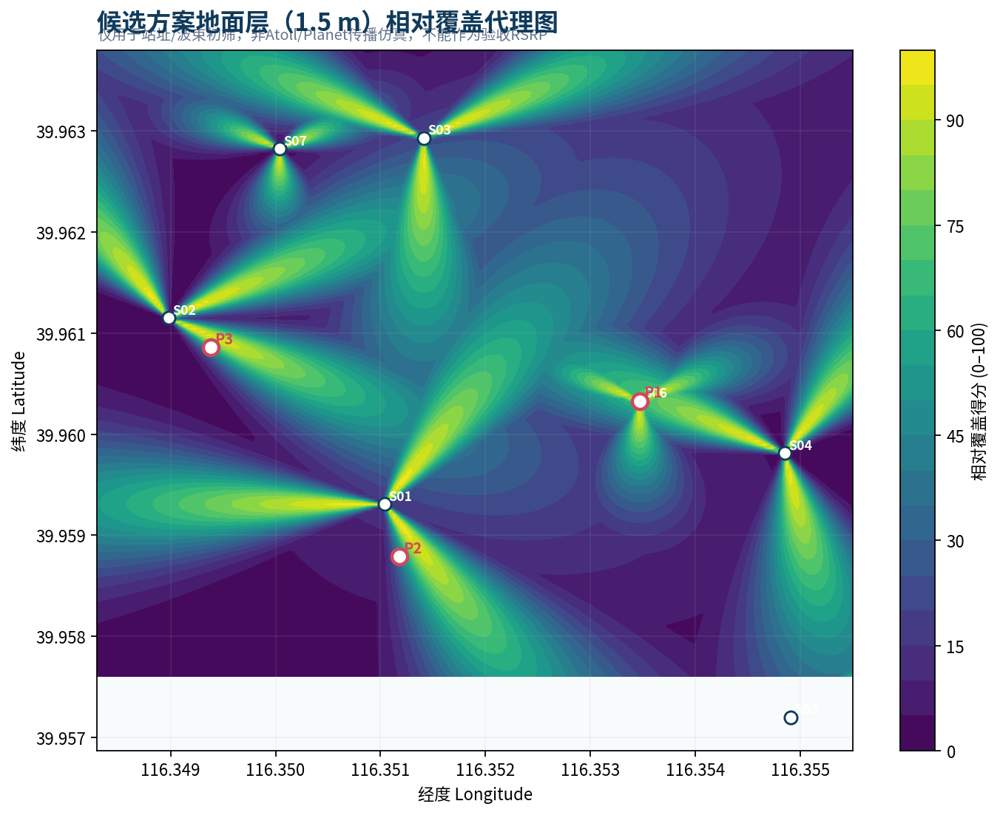 候选方案地面层（1.5 m）相对覆盖代理图
仅用于站址/波束初筛，非Atoll/Planet传播仿真，不能作为验收RSRP
39.963
39.962
39.961
39.960
39.959
39.958
39.957
纬度 Latitude
S07
S03
S02
P3
P1
S04
S01
P2
S05
116.349
116.350
116.351
116.352
116.353
116.354
116.355
经度 Longitude
90
75
60
45
30
15
0
相对覆盖得分 (0–100)